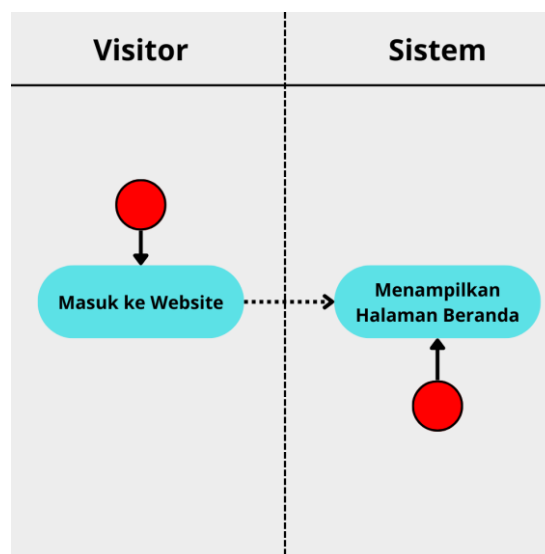 Visitor
Sistem
Masuk ke Website
Menampilkan
Halaman Beranda